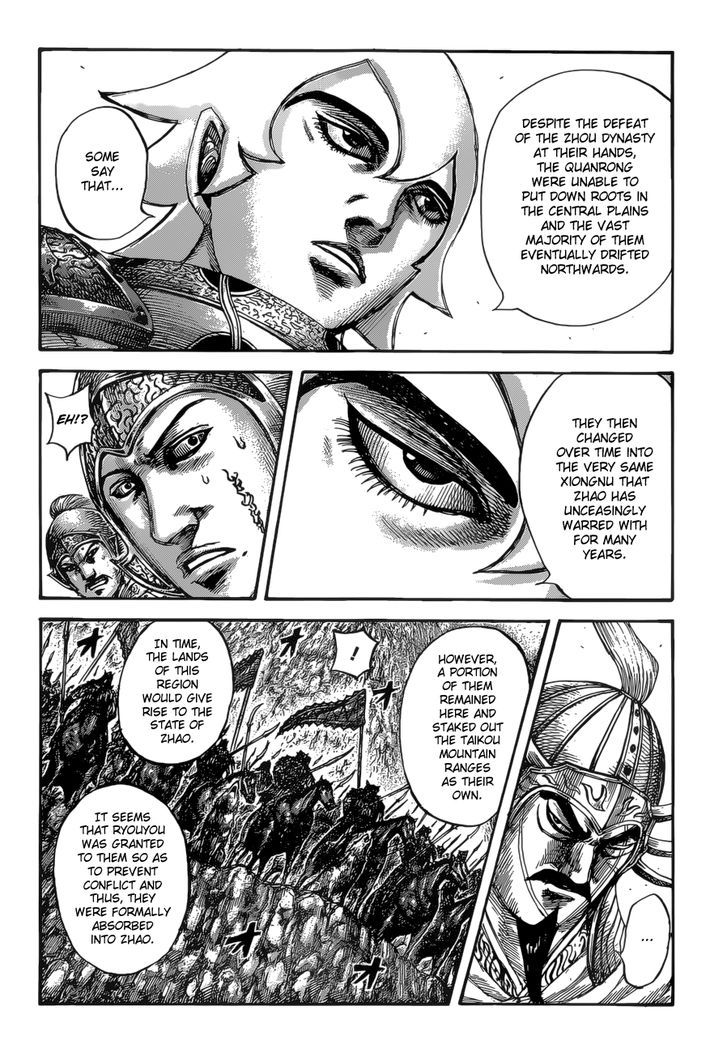 DESPITE THE DEFEAT
OF THE ZHOU DYNASTY
AT THEIR HANDS,
THE QUANRONG
WERE UNABLE TO
PUT DOWN ROOTS IN
THE CENTRAL PLAINS
AND THE VAST
MAJORITY OF THEM
EVENTUALLY DRIFTED
NORTHWARDS.
SOME
SAY
THAT...
THEY THEN
CHANGED
OVER TIME INTO
THE VERY SAME
XIONGNU THAT
ZHAO HAS
UNCEASINGLY
WARRED WITH
FOR MANY
YEARS.
EH!?
HOWEVER,
A PORTION
OF THEM
REMAINED
HERE AND
STAKED OUT
THE TAIKOU
MOUNTAIN
RANGES
AS THEIR
OWN.
!
IN TIME,
THE LANDS
OF THIS
REGION
WOULD GIVE
RISE TO THE
STATE OF
ZHAO.
IT SEEMS
THAT RYOUYOU
WAS GRANTED
TO THEM SO AS
TO PREVENT
CONFLICT AND
THUS, THEY
WERE FORMALLY
ABSORBED
INTO ZHAO.
...